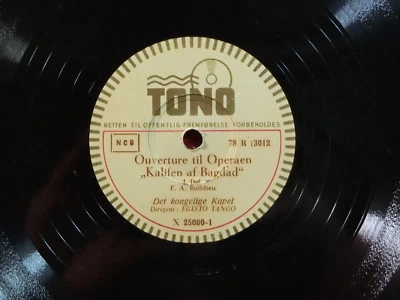 TONO
RETTEN TIL OFFENTLIG FREMFØRELSE FORBEHOLDES
NCB
78 R (3012
Ouverture til Operaen
„Kalifen af Bagdad“
F. A. Boildieu
Det kongelige Kapel
Dirigent: EGISTO TANGO
X 25080-1